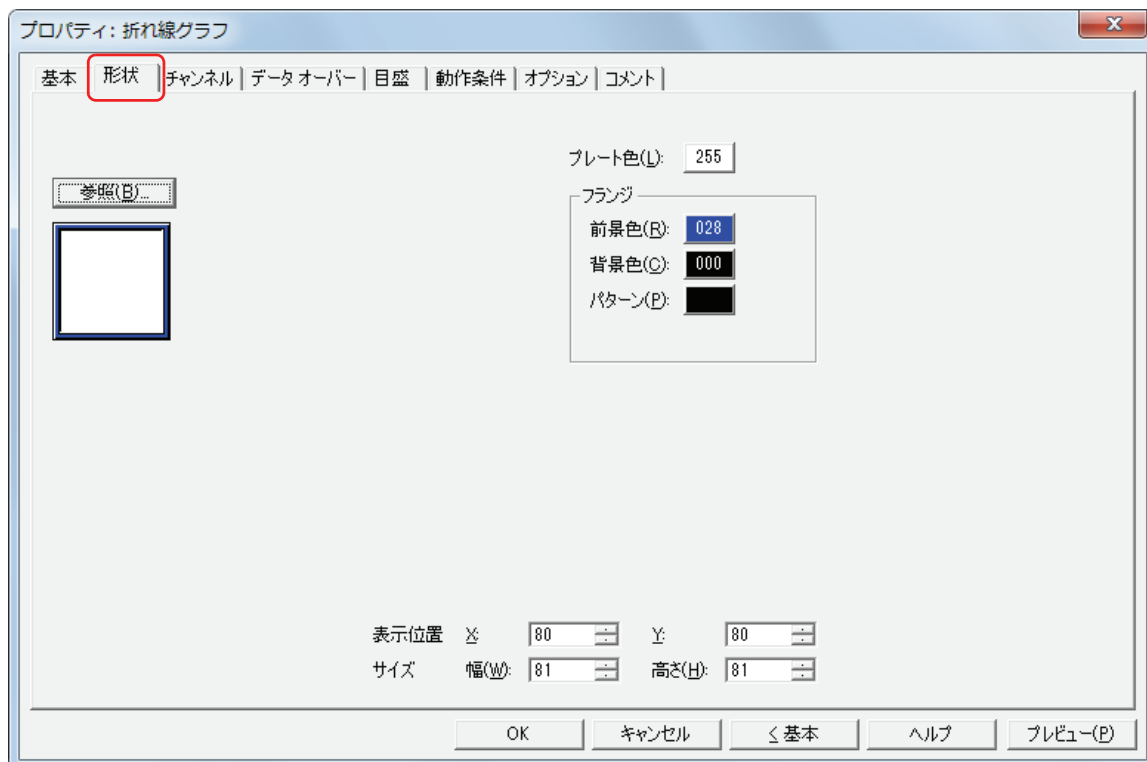 プロパティ: 折れ線グラフ
基本 形状 チャンネル データ オーバー 目盛 動作条件 オプション コメント
プレート色(L): 255
参照(B)...
フランジ
前景色(R): 028
背景色(C): 000
パターン(P):
表示位置 X: 80 Y: 80
サイズ 幅(W): 81 高さ(H): 81
OK キャンセル < 基本 ヘルプ プレビュー(P)